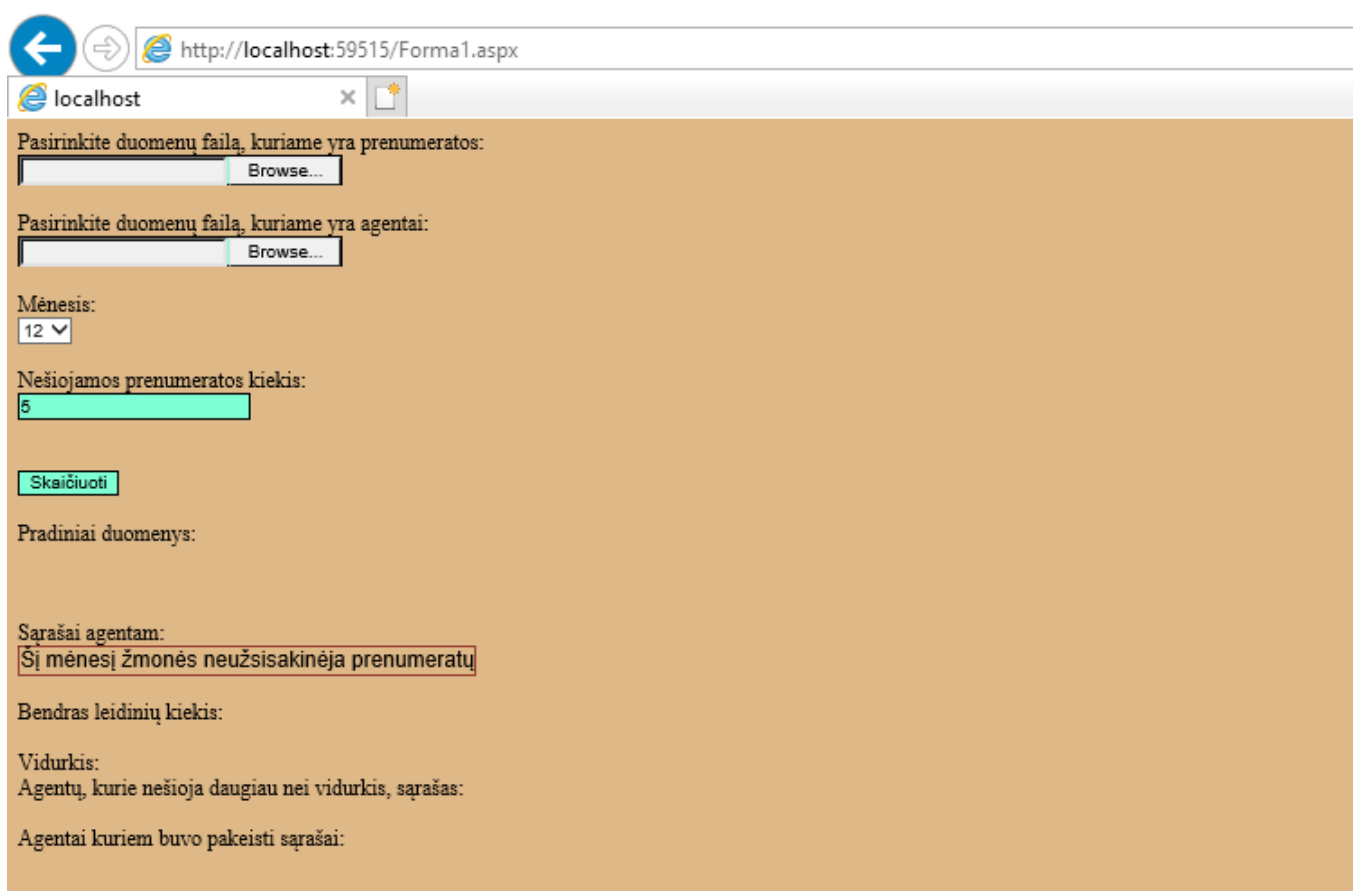 http://localhost:59515/Forma1.aspx
localhost
Pasirinkite duomenų failą, kuriame yra prenumeratos:
Browse...
Pasirinkite duomenų failą, kuriame yra agentai:
Browse...
Mėnesis:
12
Nešiojamos prenumeratos kiekis:
5
Skaičiuoti
Pradiniai duomenys:
Sąrašai agentam:
Šį mėnesį žmonės neužsisakinėja prenumeratų
Bendras leidinių kiekis:
Vidurkis:
Agentų, kurie nešioja daugiau nei vidurkis, sąrašas:
Agentai kuriem buvo pakeisti sąrašai: